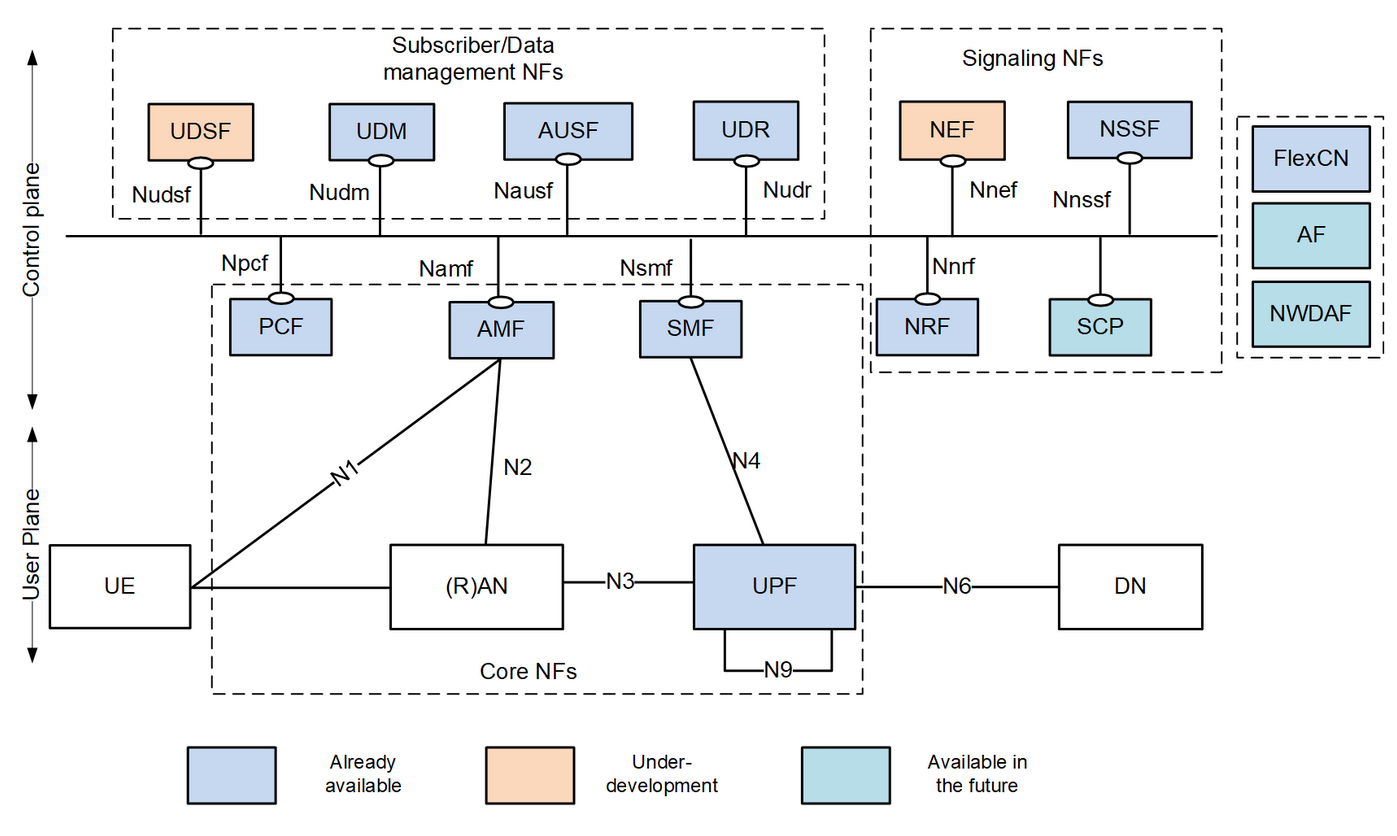 Subscriber/Data
management NFs
Signaling NFs
UDSF
UDM
AUSF
UDR
NEF
NSSF
FlexCN
Nudsf
Nudm
Nausf
Nudr
Nnef
Nnssf
AF
Control plane
Npcf
Namf
Nsmf
Nnrf
PCF
AMF
SMF
NRF
SCP
NWDAF
N1
N2
N4
User Plane
UE
(R)AN
N3
UPF
N6
DN
N9
Core NFs
Already
available
Under-
development
Available in
the future